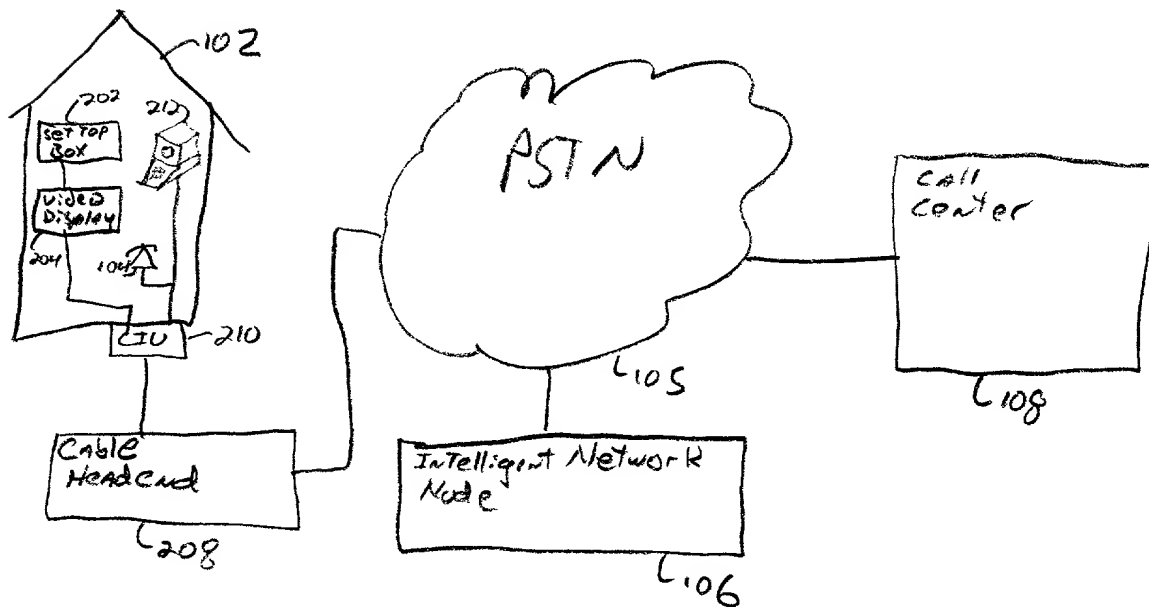 102
202
212
Set Top
Box
Video
Display
204
104
CIU
210
PSTN
105
Call
Center
108
Cable
Headend
208
Intelligent Network
Node
106